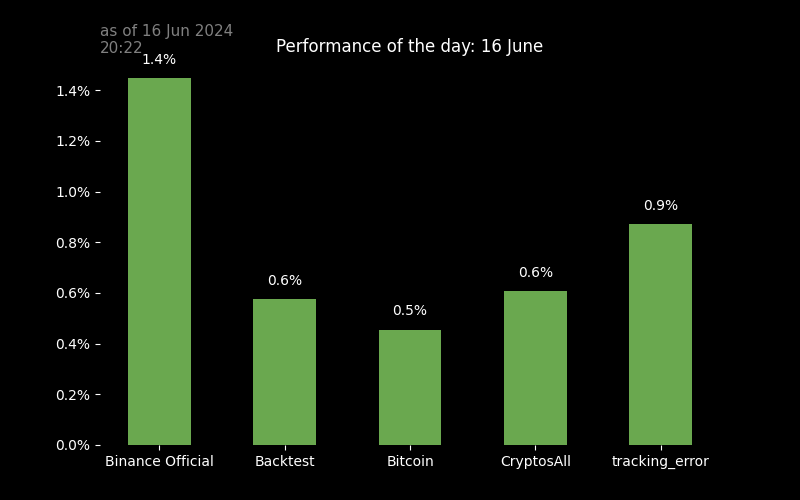 as of 16 Jun 2024
20:22
Performance of the day: 16 June
1.4%
0.6%
0.5%
0.6%
0.9%
1.4%
1.2%
1.0%
0.8%
0.6%
0.4%
0.2%
0.0%
Binance Official
Backtest
Bitcoin
CryptosAll
tracking_error